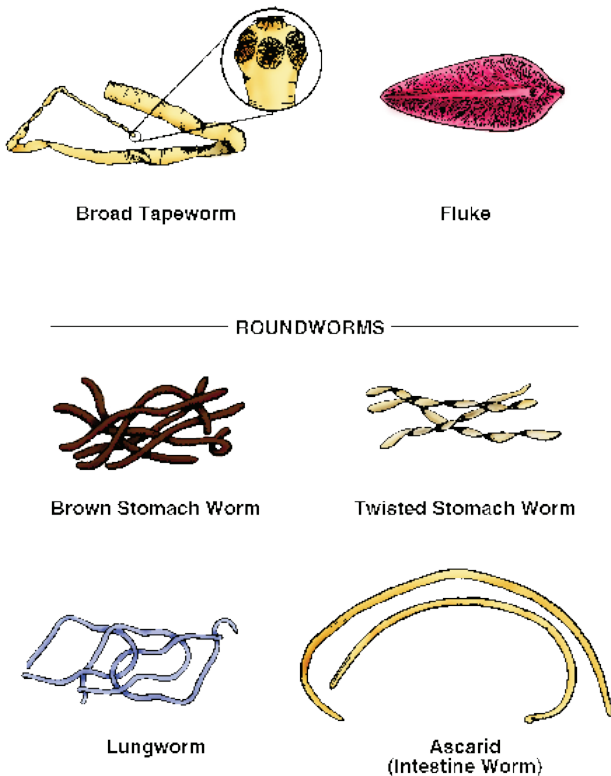 Broad Tapeworm
Fluke
ROUNDWORMS
Brown Stomach Worm
Twisted Stomach Worm
Lungworm
Ascarid
(Intestine Worm)